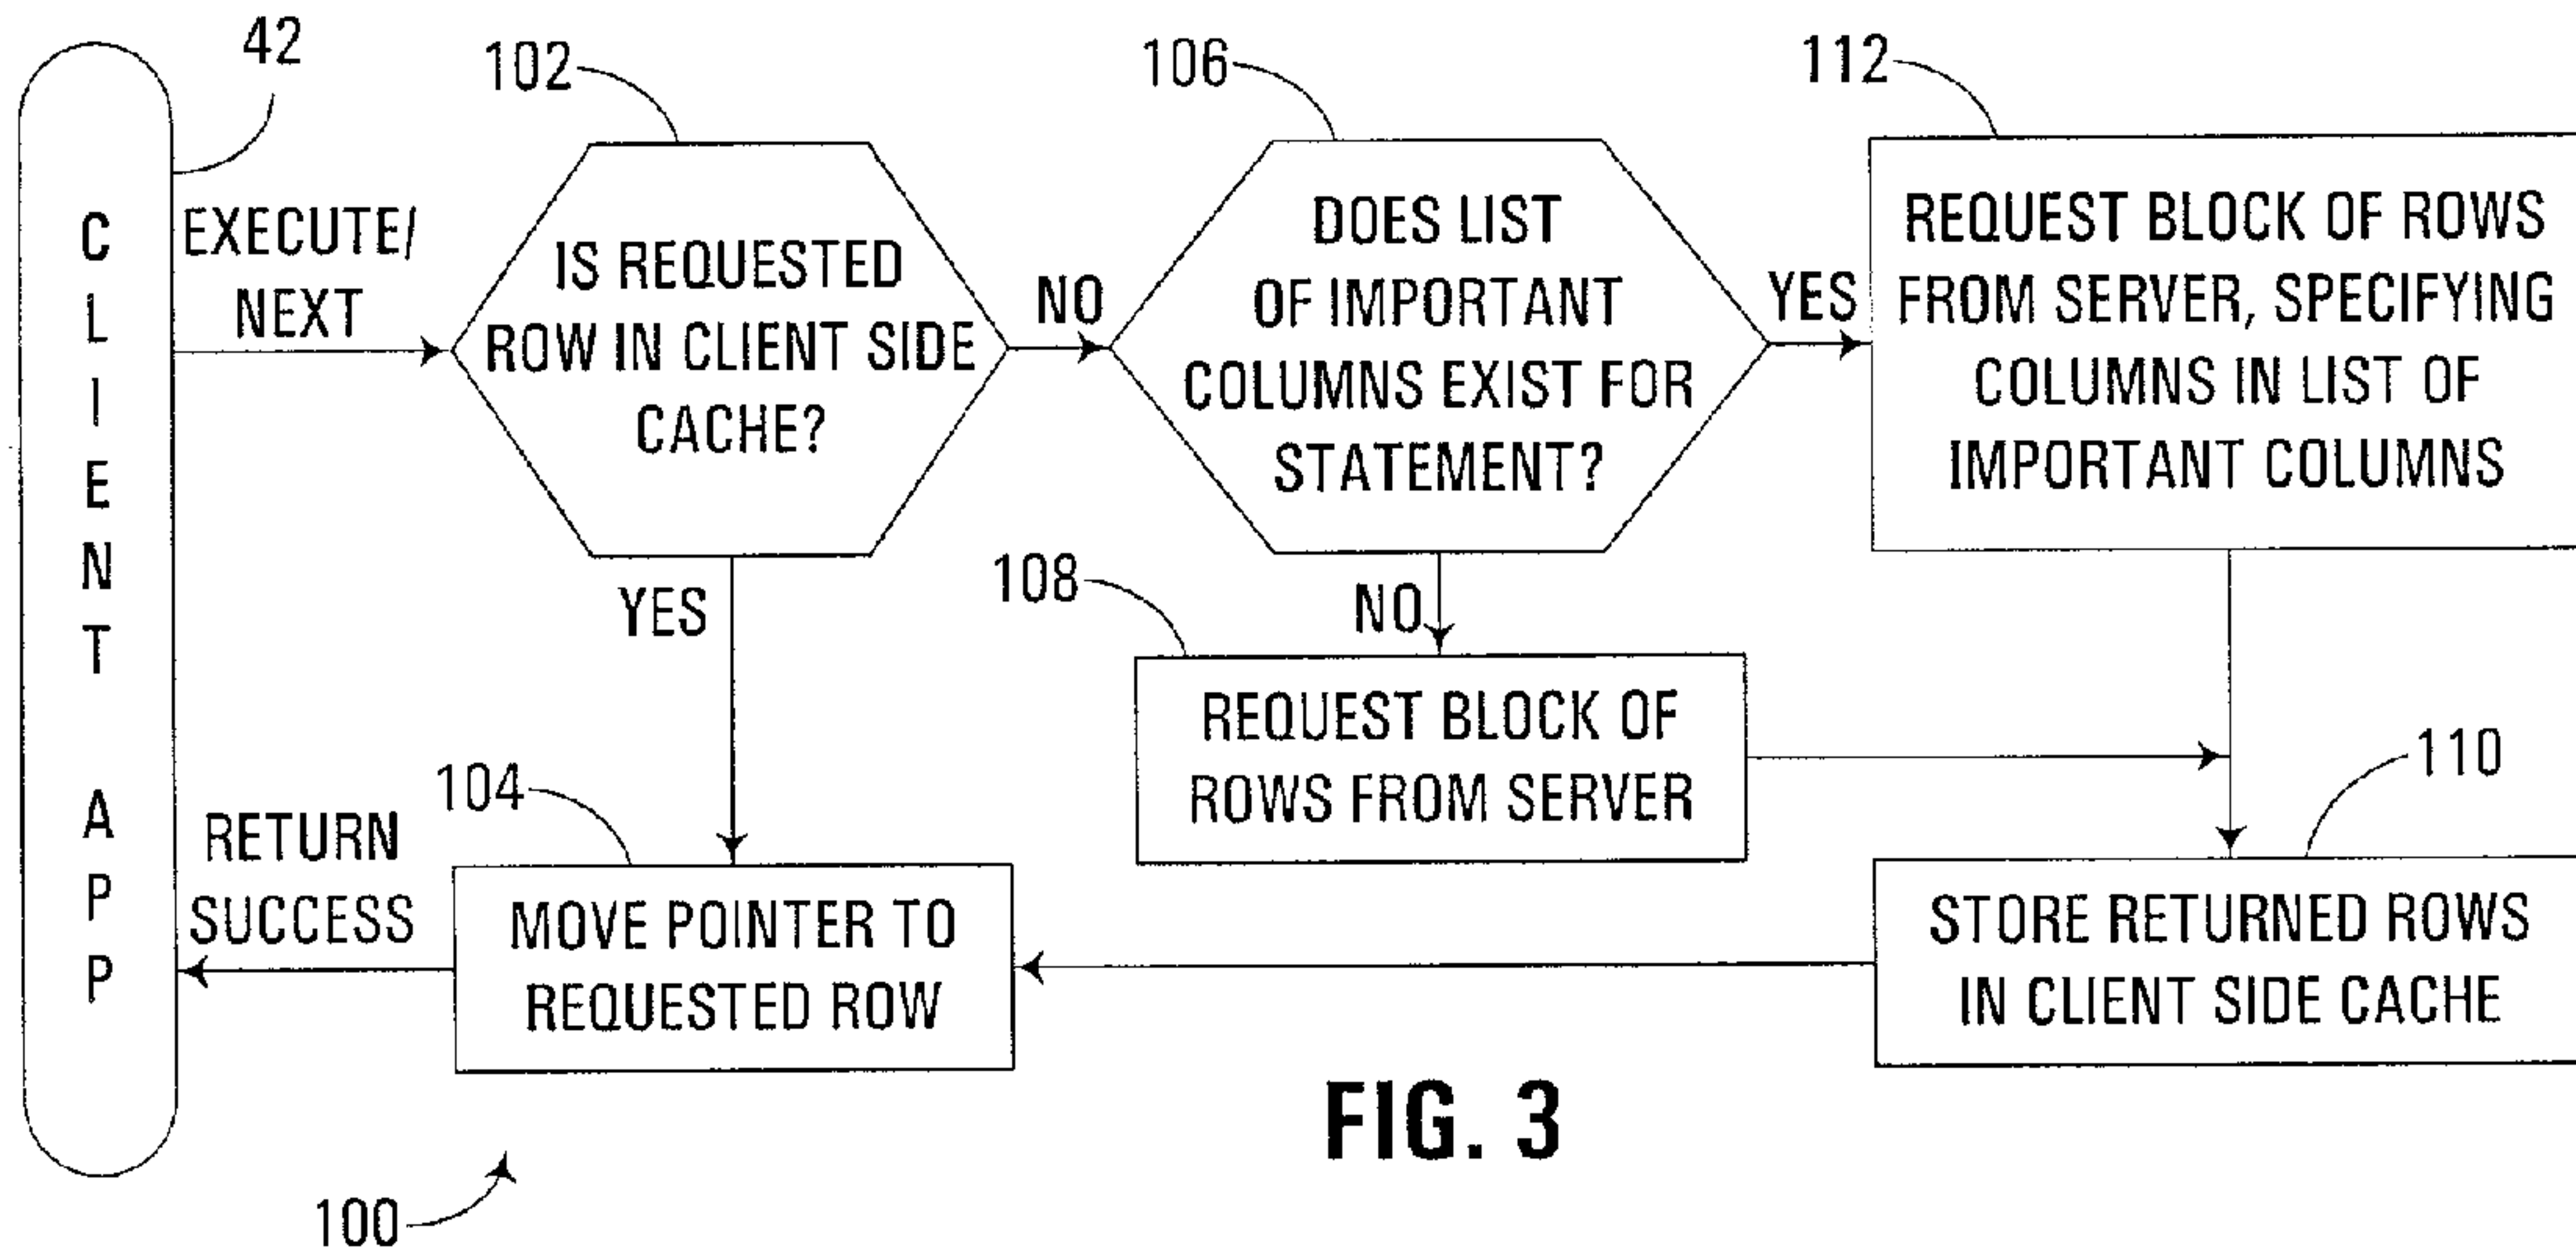 42
CLIENT APP
EXECUTE/
NEXT
102
IS REQUESTED
ROW IN CLIENT SIDE
CACHE?
NO
106
DOES LIST
OF IMPORTANT
COLUMNS EXIST FOR
STATEMENT?
YES
112
REQUEST BLOCK OF ROWS
FROM SERVER, SPECIFYING
COLUMNS IN LIST OF
IMPORTANT COLUMNS
YES
NO
108
REQUEST BLOCK OF
ROWS FROM SERVER
110
STORE RETURNED ROWS
IN CLIENT SIDE CACHE
104
MOVE POINTER TO
REQUESTED ROW
RETURN
SUCCESS
100
FIG. 3